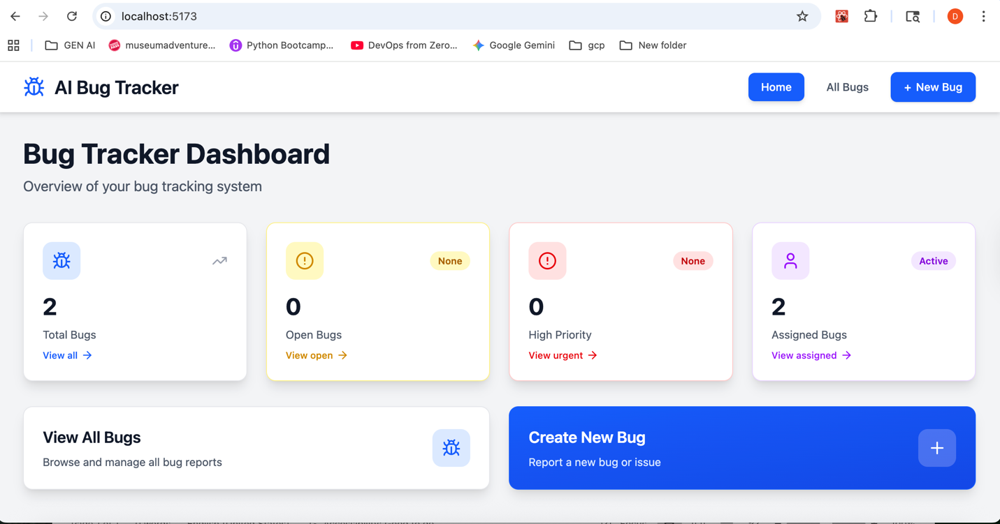 localhost:5173
D
GEN AI
museumadventure...
Python Bootcamp...
DevOps from Zero...
Google Gemini
gcp
New folder
AI Bug Tracker
Home
All Bugs
+ New Bug
Bug Tracker Dashboard
Overview of your bug tracking system
2
Total Bugs
View all →
None
0
Open Bugs
View open →
None
0
High Priority
View urgent →
Active
2
Assigned Bugs
View assigned →
View All Bugs
Browse and manage all bug reports
Create New Bug
Report a new bug or issue